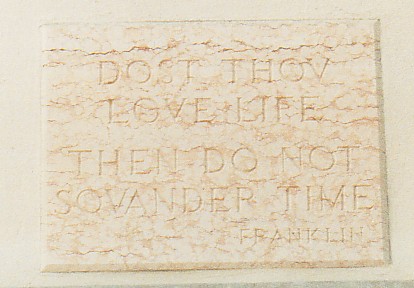 DOST THOV
LOVE LIFE
THEN DO NOT
SQVANDER TIME
FRANKLIN